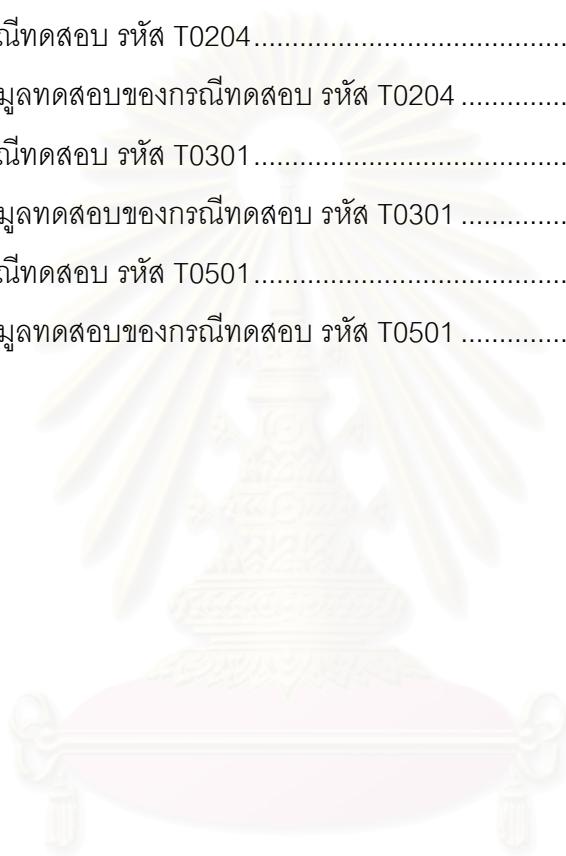 ณีทดสอบ รหัส T0204......................................
มูลทดสอบของกรณีทดสอบ รหัส T0204 ..............
ณีทดสอบ รหัส T0301......................................
มูลทดสอบของกรณีทดสอบ รหัส T0301 ..............
ณีทดสอบ รหัส T0501......................................
มูลทดสอบของกรณีทดสอบ รหัส T0501 ..............